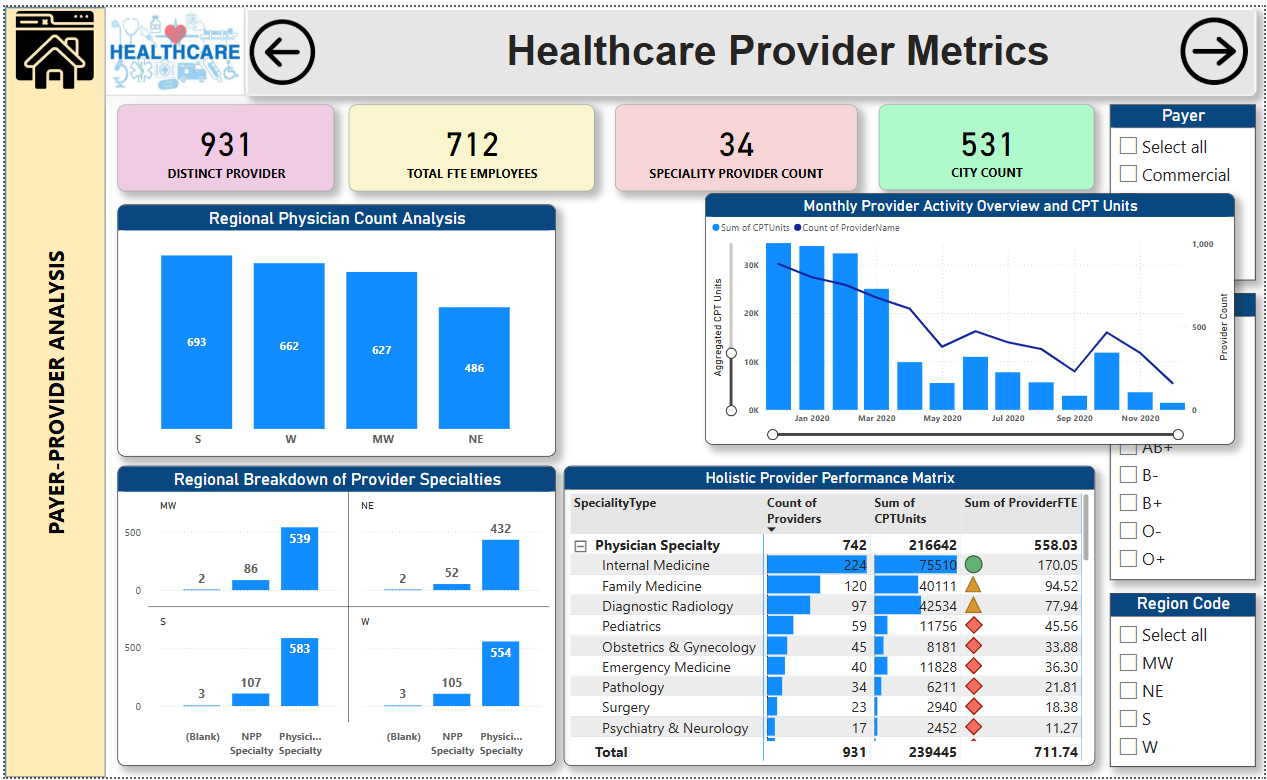 HEALTHCARE
Healthcare Provider Metrics
PAYER-PROVIDER ANALYSIS
931
DISTINCT PROVIDER
712
TOTAL FTE EMPLOYEES
34
SPECIALITY PROVIDER COUNT
531
CITY COUNT
Payer
Select all
Commercial
Regional Physician Count Analysis
693
662
627
486
S
W
MW
NE
Monthly Provider Activity Overview and CPT Units
Sum of CPTUnits
Count of ProviderName
Aggregated CPT Units
30K
20K
10K
0K
1,000
500
0
Provider Count
Jan 2020
Mar 2020
May 2020
Jul 2020
Sep 2020
Nov 2020
AB+
B-
B+
O-
O+
Regional Breakdown of Provider Specialties
MW
NE
500
0
2
86
539
2
52
432
S
W
500
0
3
107
583
3
105
554
(Blank)
NPP Specialty
Physici... Specialty
(Blank)
NPP Specialty
Physici... Specialty
Holistic Provider Performance Matrix
SpecialityType Count of Providers Sum of CPTUnits Sum of ProviderFTE
Physician Specialty 742 216642 558.03
Internal Medicine 224 75510 170.05
Family Medicine 120 40111 94.52
Diagnostic Radiology 97 42534 77.94
Pediatrics 59 11756 45.56
Obstetrics & Gynecology 45 8181 33.88
Emergency Medicine 40 11828 36.30
Pathology 34 6211 21.81
Surgery 23 2940 18.38
Psychiatry & Neurology 17 2452 11.27
Total 931 239445 711.74
Region Code
Select all
MW
NE
S
W